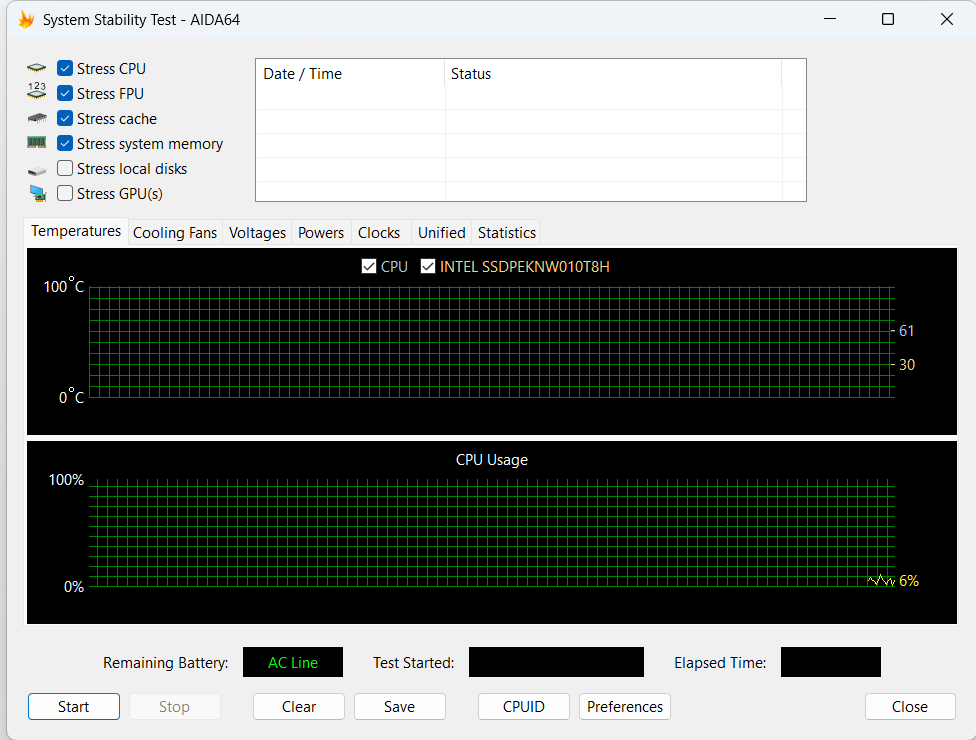 System Stability Test - AIDA64
Stress CPU
123
Stress FPU
Stress cache
Stress system memory
Stress local disks
Stress GPU(s)
Date / Time Status
Temperatures Cooling Fans Voltages Powers Clocks Unified Statistics
CPU INTEL SSDPEKNW010T8H
100°C
61
30
0°C
CPU Usage
100%
0%
6%
Remaining Battery: AC Line Test Started: Elapsed Time:
Start Stop Clear Save CPUID Preferences Close